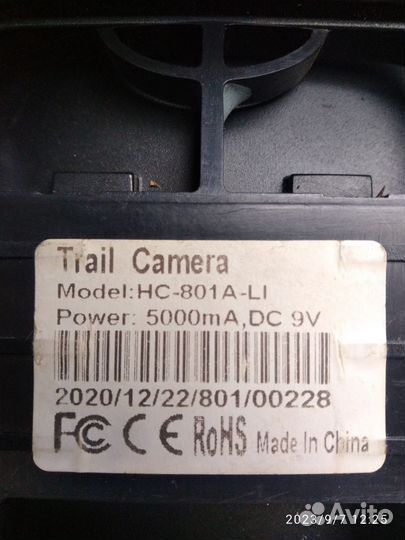 Trail Camera
Model:HC-801A-LI
Power: 5000mA,DC 9V
2020/12/22/801/00228
FC CE RoHS Made In China
2023/9/7 12:25
Avito